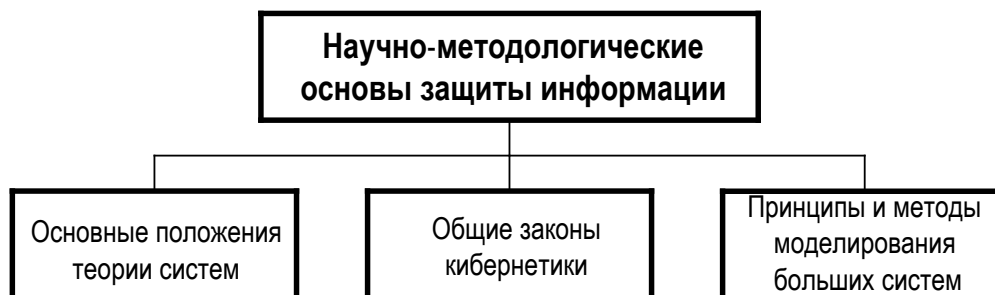 Научно-методологические
основы защиты информации
Основные положения
теории систем
Общие законы
кибернетики
Принципы и методы
моделирования
больших систем